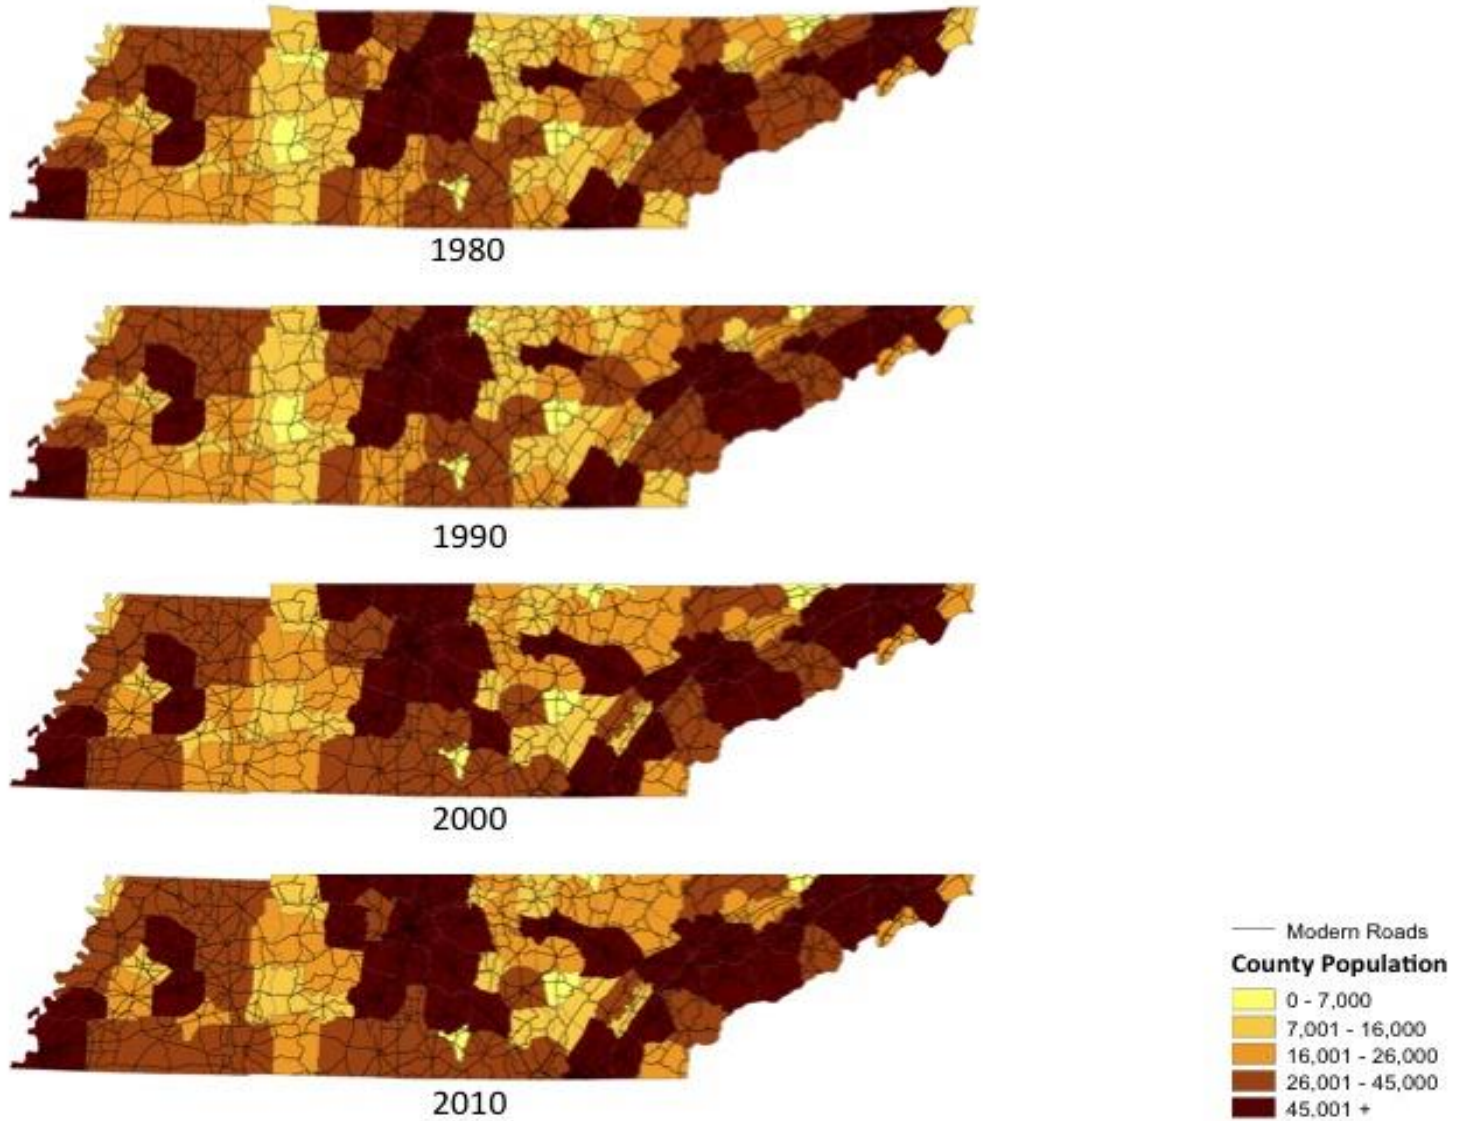 1980
1990
2000
2010
Modern Roads
County Population
0 - 7,000
7,001 - 16,000
16,001 - 26,000
26,001 - 45,000
45,001 +